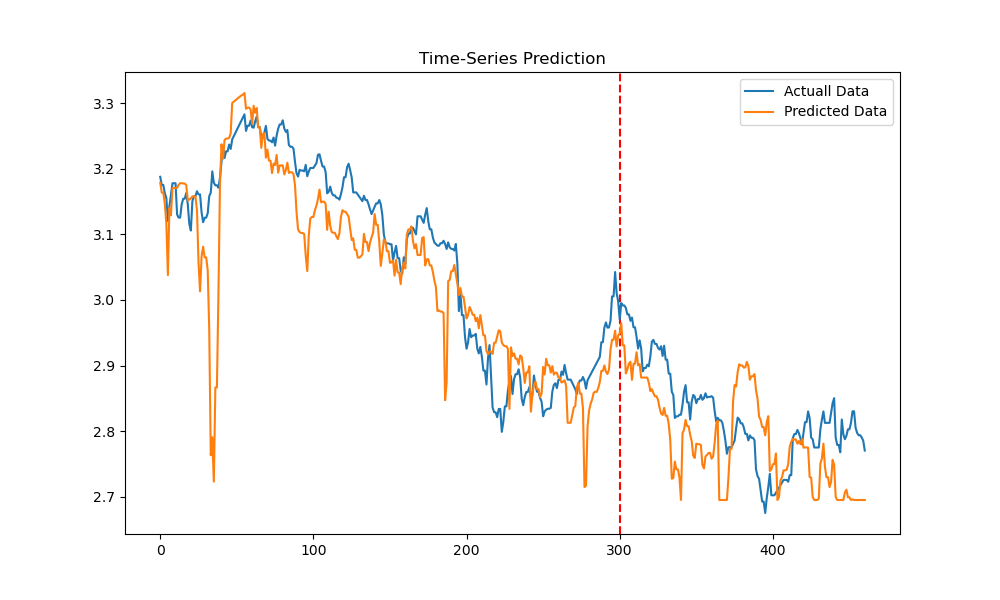 Time-Series Prediction
Actuall Data
Predicted Data
3.3
3.2
3.1
3.0
2.9
2.8
2.7
0 100 200 300 400